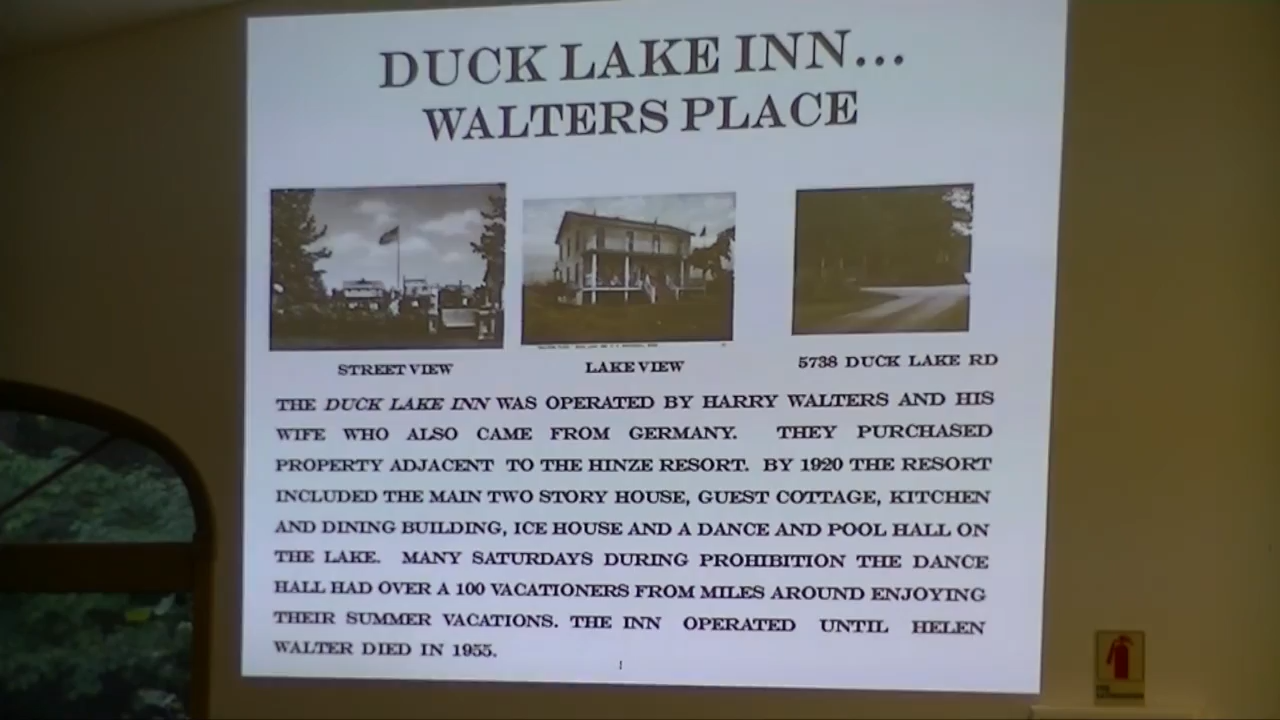 DUCK LAKE INN...
WALTERS PLACE
STREET VIEW
LAKE VIEW
5738 DUCK LAKE RD
THE DUCK LAKE INN WAS OPERATED BY HARRY WALTERS AND HIS
WIFE WHO ALSO CAME FROM GERMANY. THEY PURCHASED
PROPERTY ADJACENT TO THE HINZE RESORT. BY 1920 THE RESORT
INCLUDED THE MAIN TWO STORY HOUSE, GUEST COTTAGE, KITCHEN
AND DINING BUILDING, ICE HOUSE AND A DANCE AND POOL HALL ON
THE LAKE. MANY SATURDAYS DURING PROHIBITION THE DANCE
HALL HAD OVER A 100 VACATIONERS FROM MILES AROUND ENJOYING
THEIR SUMMER VACATIONS. THE INN OPERATED UNTIL HELEN
WALTER DIED IN 1955.